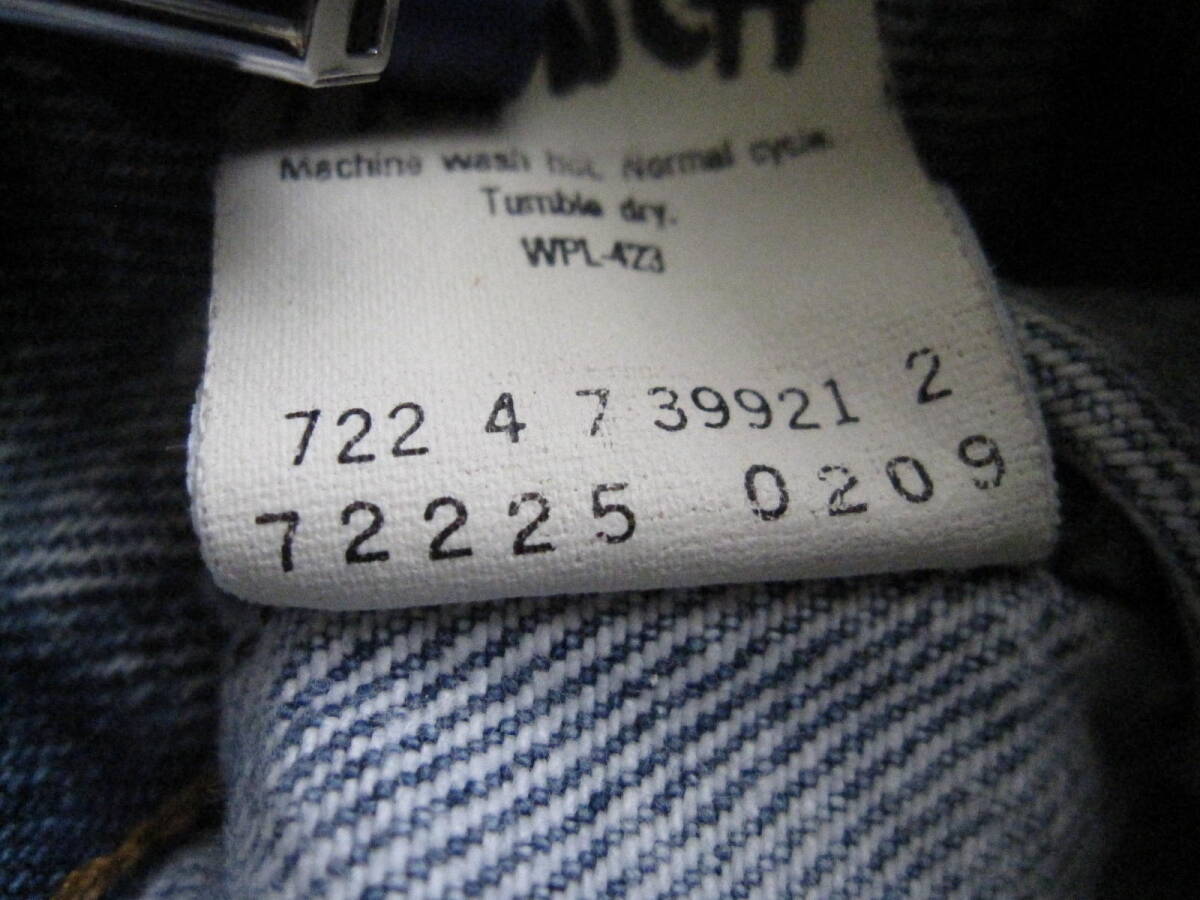 Machine wash hot. Normal cycle.
Tumble dry.
WPL-423
722 4 7 39921 2
72225 0209